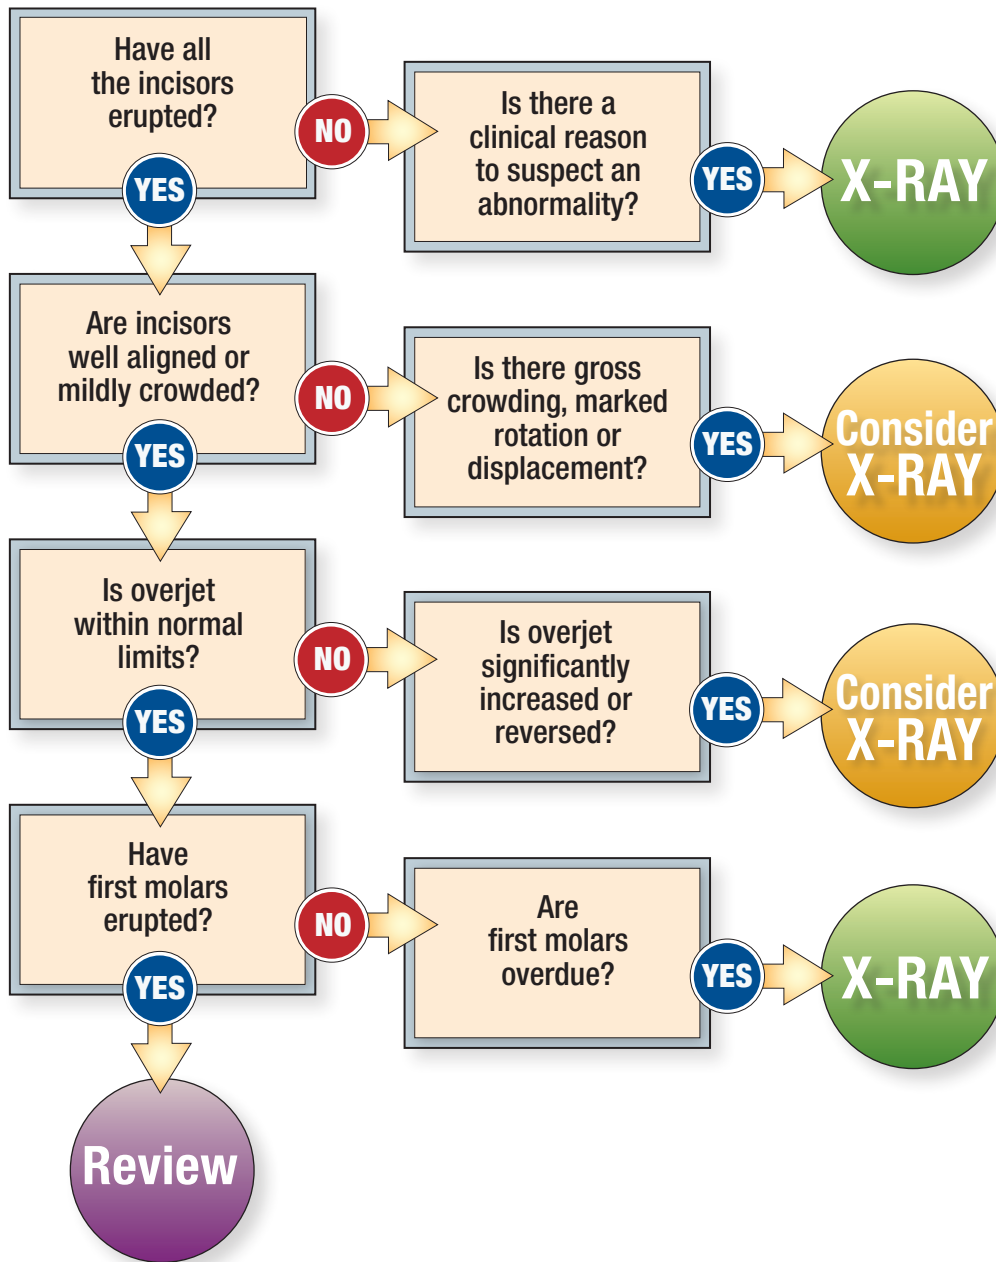 Have all
the incisors
erupted?
NO
Is there a
clinical reason
to suspect an
abnormality?
YES
X-RAY
YES
Are incisors
well aligned or
mildly crowded?
NO
Is there gross
crowding, marked
rotation or
displacement?
YES
Consider
X-RAY
YES
Is overjet
within normal
limits?
NO
Is overjet
significantly
increased or
reversed?
YES
Consider
X-RAY
YES
Have
first molars
erupted?
NO
Are
first molars
overdue?
YES
X-RAY
YES
Review